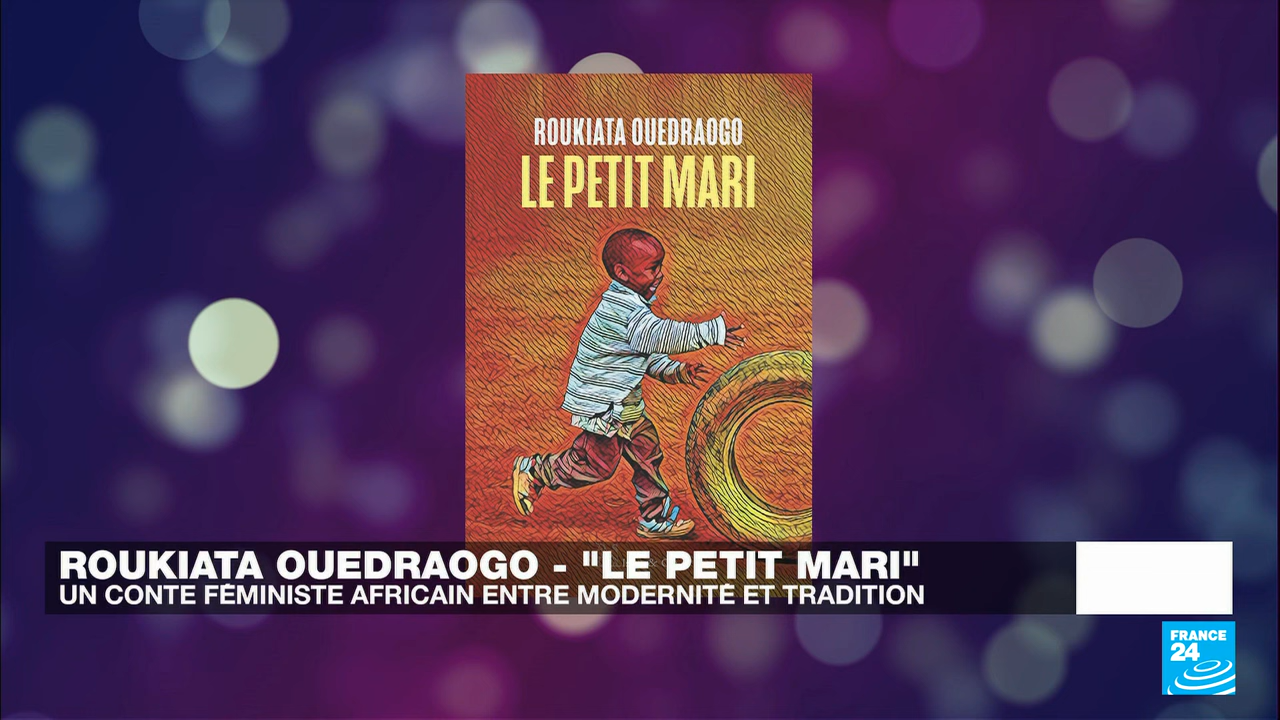 ROUKIATA OUEDRAOGO
LE PETIT MARI
ROUKIATA OUEDRAOGO - "LE PETIT MARI"
UN CONTE FÉMINISTE AFRICAIN ENTRE MODERNITÉ ET TRADITION
FRANCE
24